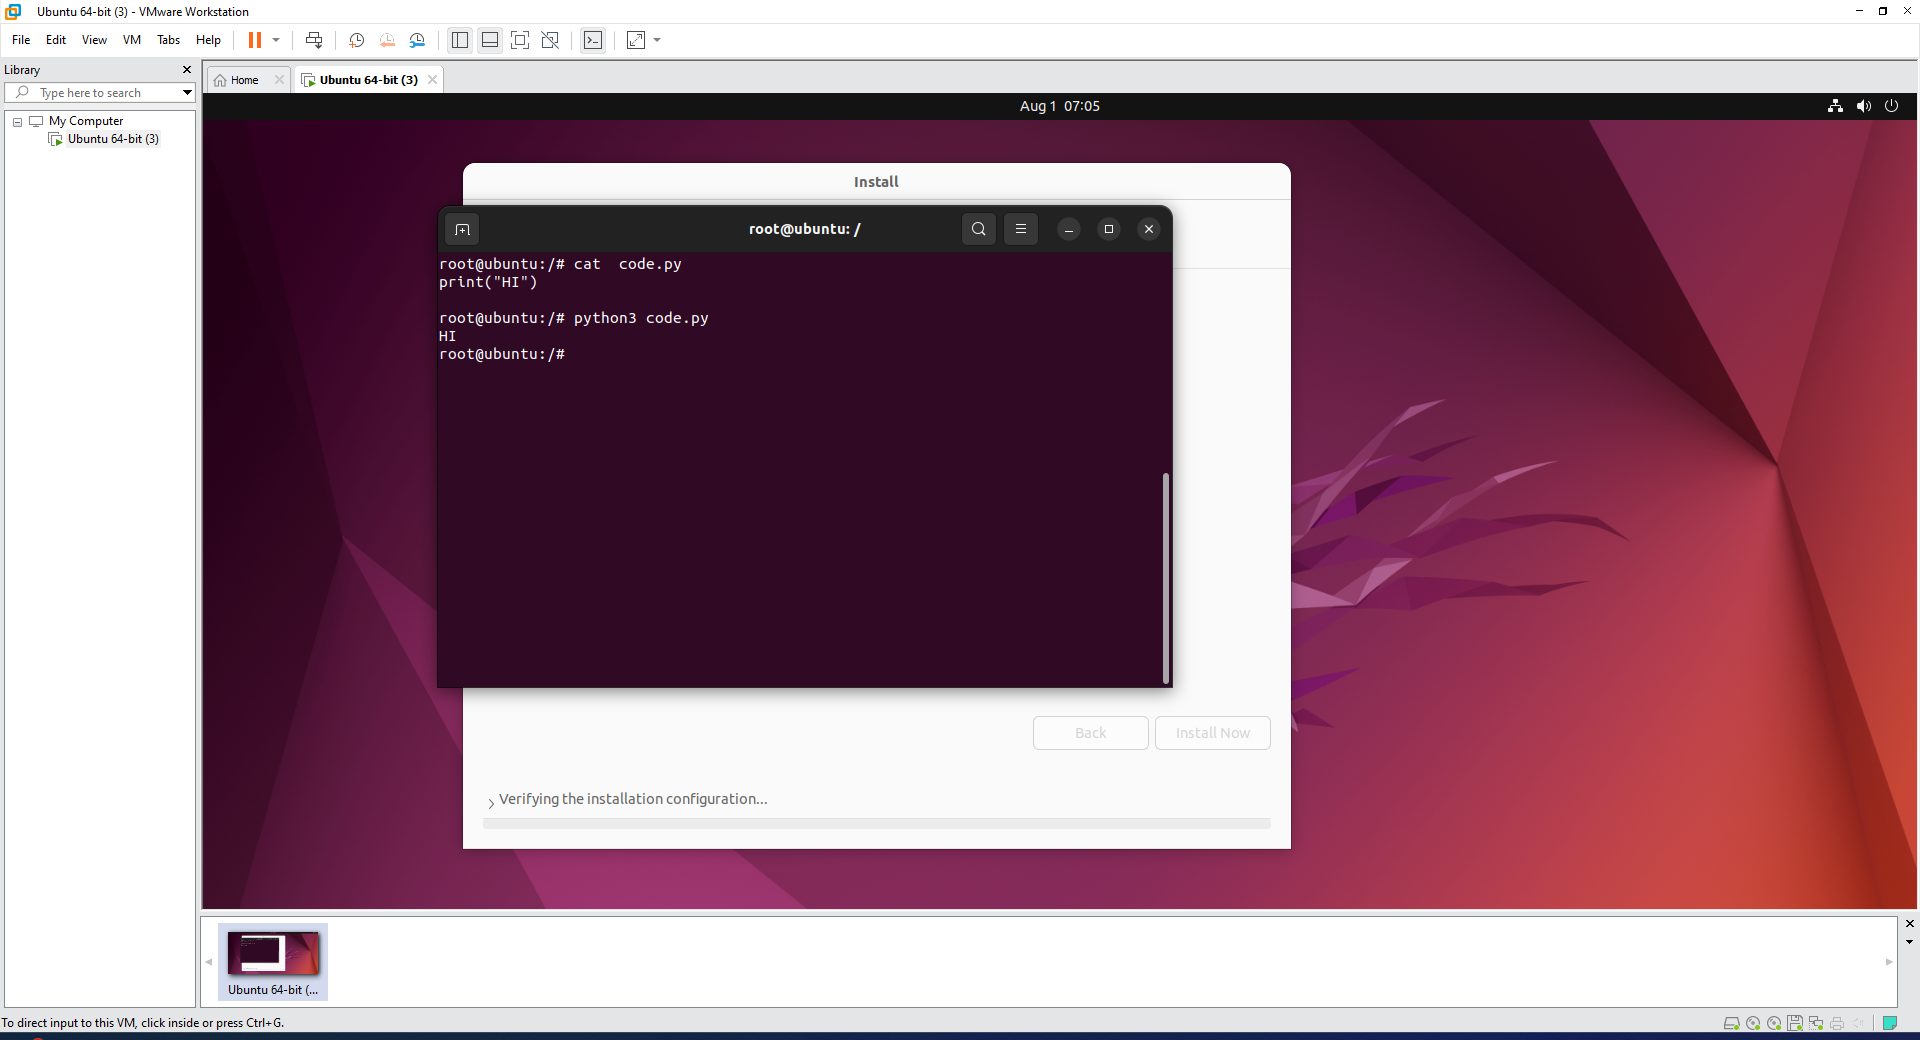 Ubuntu 64-bit (3) - VMware Workstation
File Edit View VM Tabs Help
Library
Type here to search
My Computer
Ubuntu 64-bit (3)
Home
Ubuntu 64-bit (3)
Aug 1 07:05
Install
root@ubuntu: /
root@ubuntu:/# cat  code.py
print("HI")
root@ubuntu:/# python3 code.py
HI
root@ubuntu:/#
Back
Install Now
Verifying the installation configuration...
Ubuntu 64-bit (...
To direct input to this VM, click inside or press Ctrl+G.